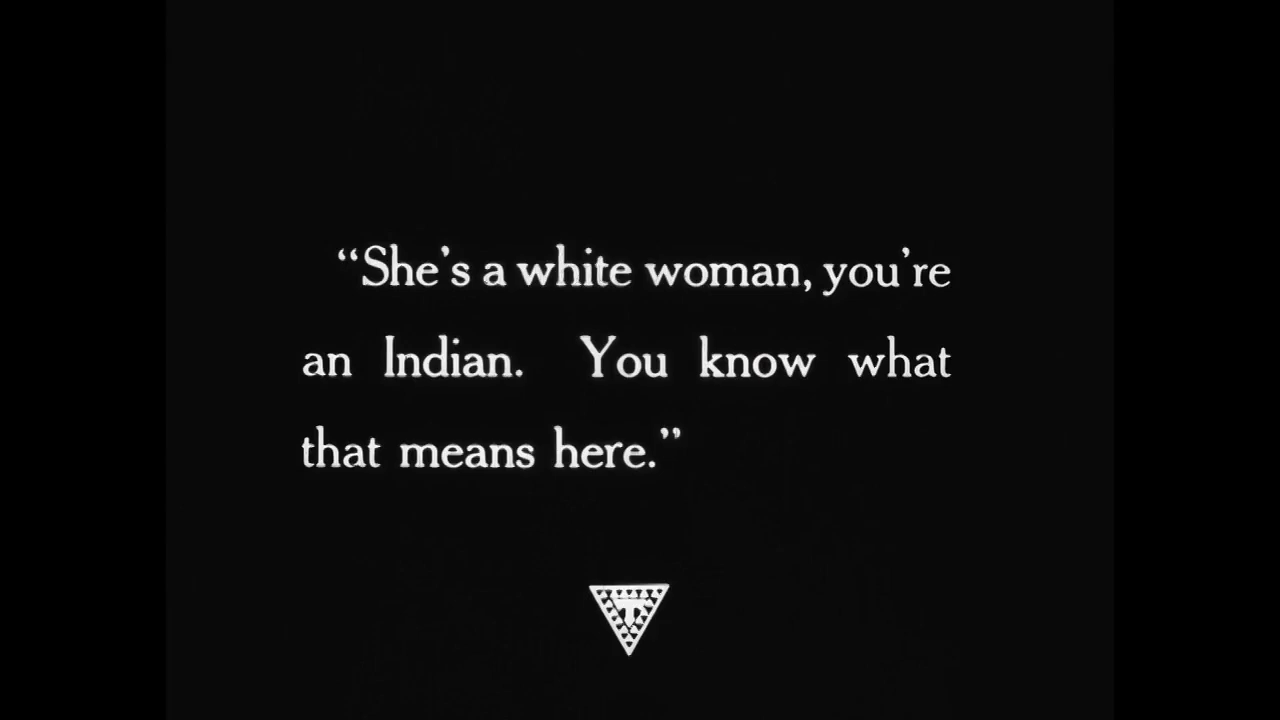 “She’s a white woman, you’re
an Indian. You know what
that means here.”
T